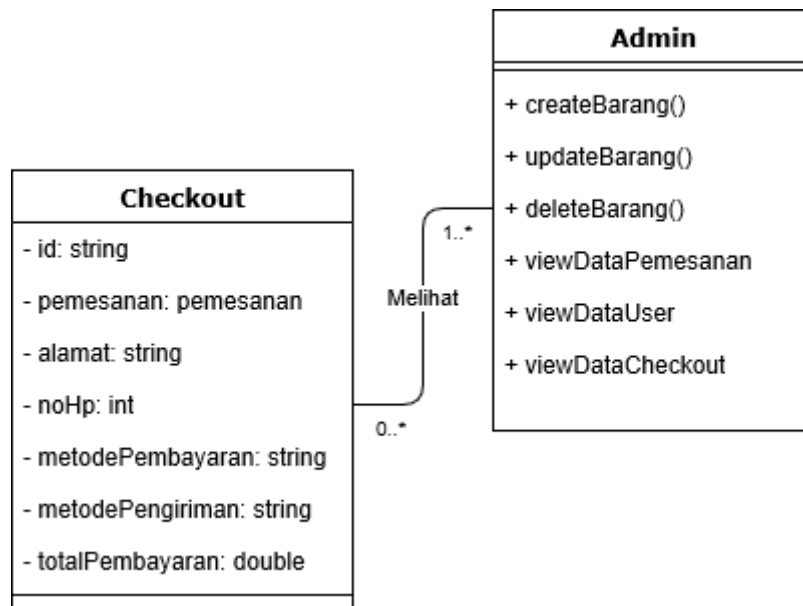 Admin
+ createBarang()
+ updateBarang()
+ deleteBarang()
+ viewDataPemesanan
+ viewDataUser
+ viewDataCheckout
1..*
Melihat
0..*
Checkout
- id: string
- pemesanan: pemesanan
- alamat: string
- noHp: int
- metodePembayaran: string
- metodePengiriman: string
- totalPembayaran: double